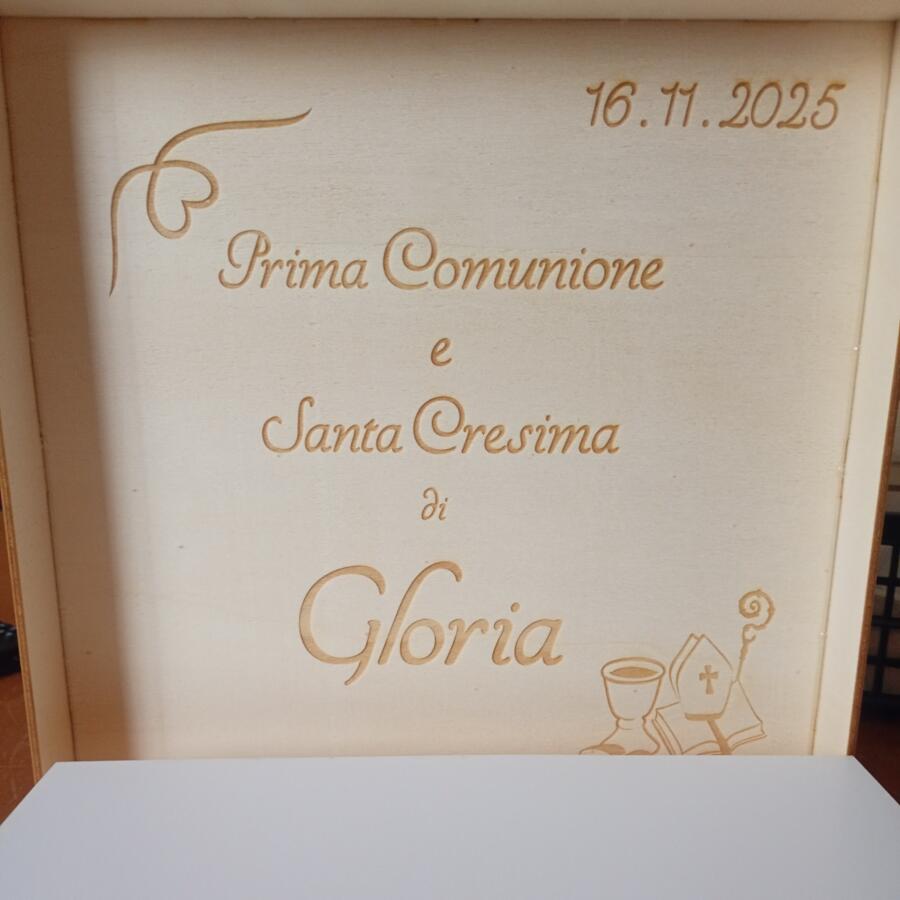 16.11.2025
Prima Comunione
e
Santa Cresima
di
Gloria